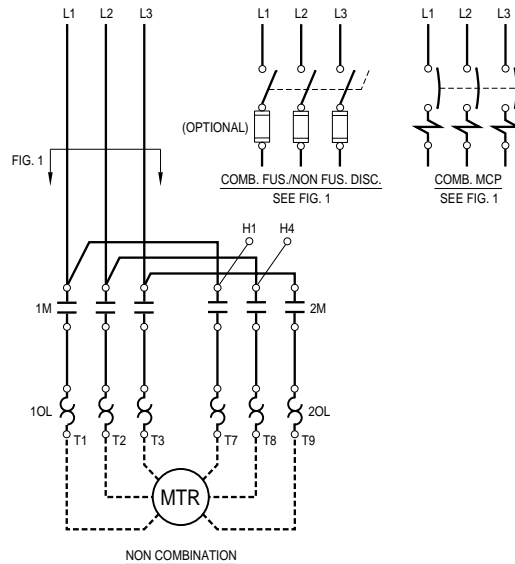 L1 L2 L3
L1 L2 L3
L1 L2 L3
(OPTIONAL)
FIG. 1
COMB. FUS./NON FUS. DISC.
SEE FIG. 1
COMB. MCP
SEE FIG. 1
H1 H4
1M
2M
1OL
2OL
T1 T2 T3 T7 T8 T9
MTR
NON COMBINATION